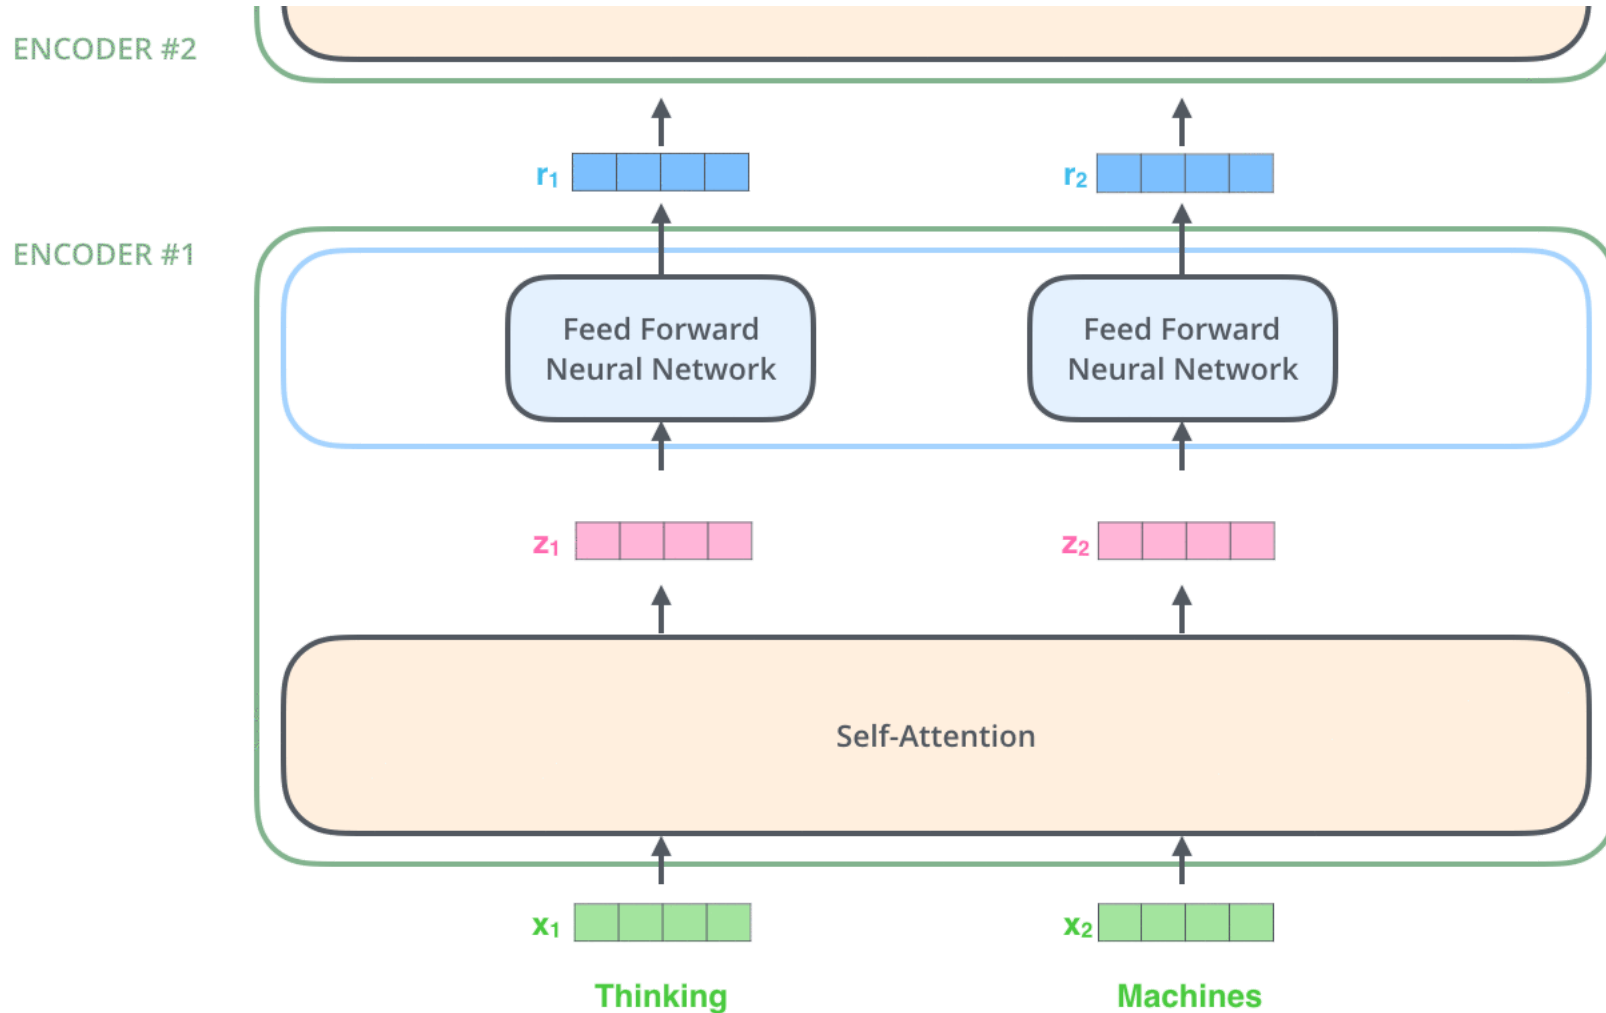 ENCODER #2
r1 r2
ENCODER #1
Feed Forward Feed Forward
Neural Network Neural Network
z1 z2
Self-Attention
x1 x2
Thinking Machines